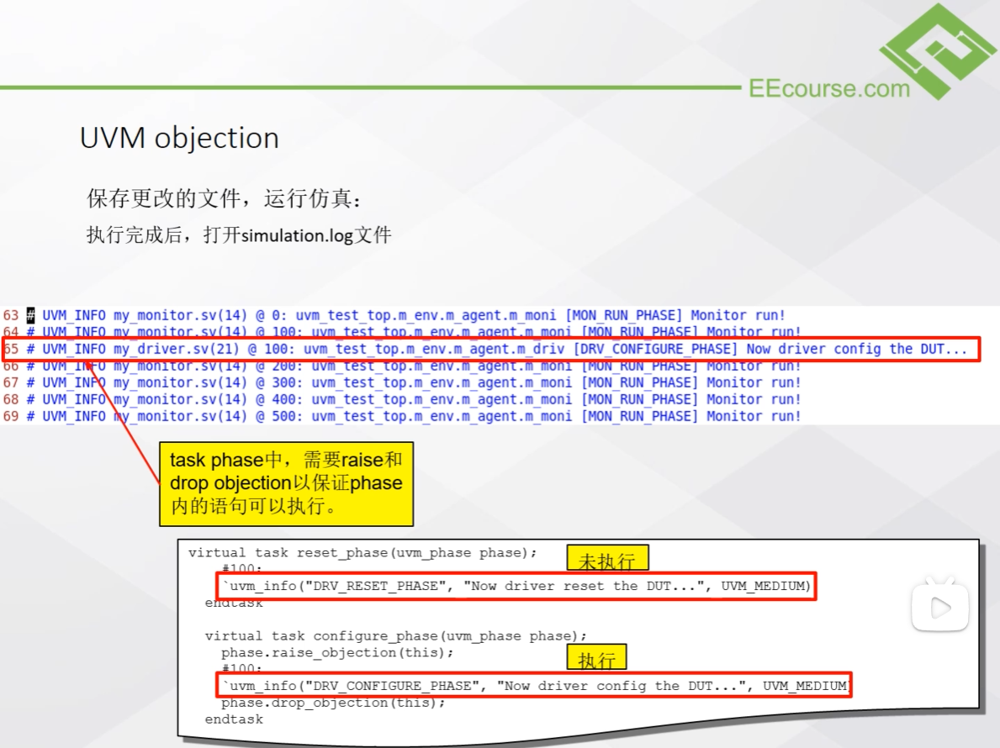 EEcourse.com
UVM objection
保存更改的文件，运行仿真：
执行完成后，打开simulation.log文件
63 # UVM_INFO my_monitor.sv(14) @ 0: uvm_test_top.m_env.m_agent.m_moni [MON_RUN_PHASE] Monitor run!
64 # UVM_INFO my_monitor.sv(14) @ 100: uvm_test_top.m_env.m_agent.m_moni [MON_RUN_PHASE] Monitor run!
65 # UVM_INFO my_driver.sv(21) @ 100: uvm_test_top.m_env.m_agent.m_driv [DRV_CONFIGURE_PHASE] Now driver config the DUT...
66 # UVM_INFO my_monitor.sv(14) @ 200: uvm_test_top.m_env.m_agent.m_moni [MON_RUN_PHASE] Monitor run!
67 # UVM_INFO my_monitor.sv(14) @ 300: uvm_test_top.m_env.m_agent.m_moni [MON_RUN_PHASE] Monitor run!
68 # UVM_INFO my_monitor.sv(14) @ 400: uvm_test_top.m_env.m_agent.m_moni [MON_RUN_PHASE] Monitor run!
69 # UVM_INFO my_monitor.sv(14) @ 500: uvm_test_top.m_env.m_agent.m_moni [MON_RUN_PHASE] Monitor run!
task phase中，需要raise和
drop objection以保证phase
内的语句可以执行。
virtual task reset_phase(uvm_phase phase);
未执行
#100;
`uvm_info("DRV_RESET_PHASE", "Now driver reset the DUT...", UVM_MEDIUM)
endtask
virtual task configure_phase(uvm_phase phase);
phase.raise_objection(this);
执行
#100;
`uvm_info("DRV_CONFIGURE_PHASE", "Now driver config the DUT...", UVM_MEDIUM)
phase.drop_objection(this);
endtask